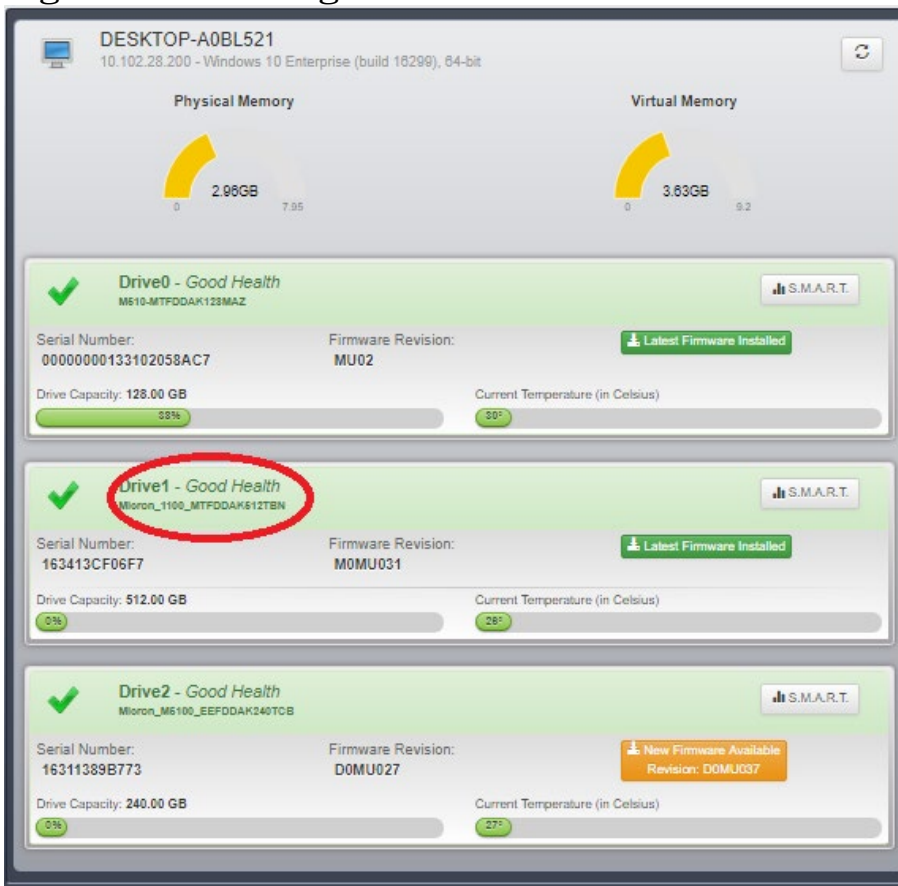 DESKTOP-A0BL521
10.102.28.200 - Windows 10 Enterprise (build 16299), 64-bit
Physical Memory
Virtual Memory
2.96GB
0
7.95
3.63GB
0
9.2
Drive0 - Good Health
M510-MTFDDAK128MAZ
S.M.A.R.T.
Serial Number:
Firmware Revision:
Latest Firmware Installed
00000000133102058AC7
MU02
Drive Capacity: 128.00 GB
Current Temperature (in Celsius)
38%
30°
Drive1 - Good Health
Micron_1100_MTFDDAK512TBN
S.M.A.R.T.
Serial Number:
Firmware Revision:
Latest Firmware Installed
163413CF06F7
M0MU031
Drive Capacity: 512.00 GB
Current Temperature (in Celsius)
0%
28°
Drive2 - Good Health
Micron_M5100_EEFDDAK240TCB
S.M.A.R.T.
Serial Number:
Firmware Revision:
New Firmware Available
Revision: D0MU037
16311389B773
D0MU027
Drive Capacity: 240.00 GB
Current Temperature (in Celsius)
0%
27°